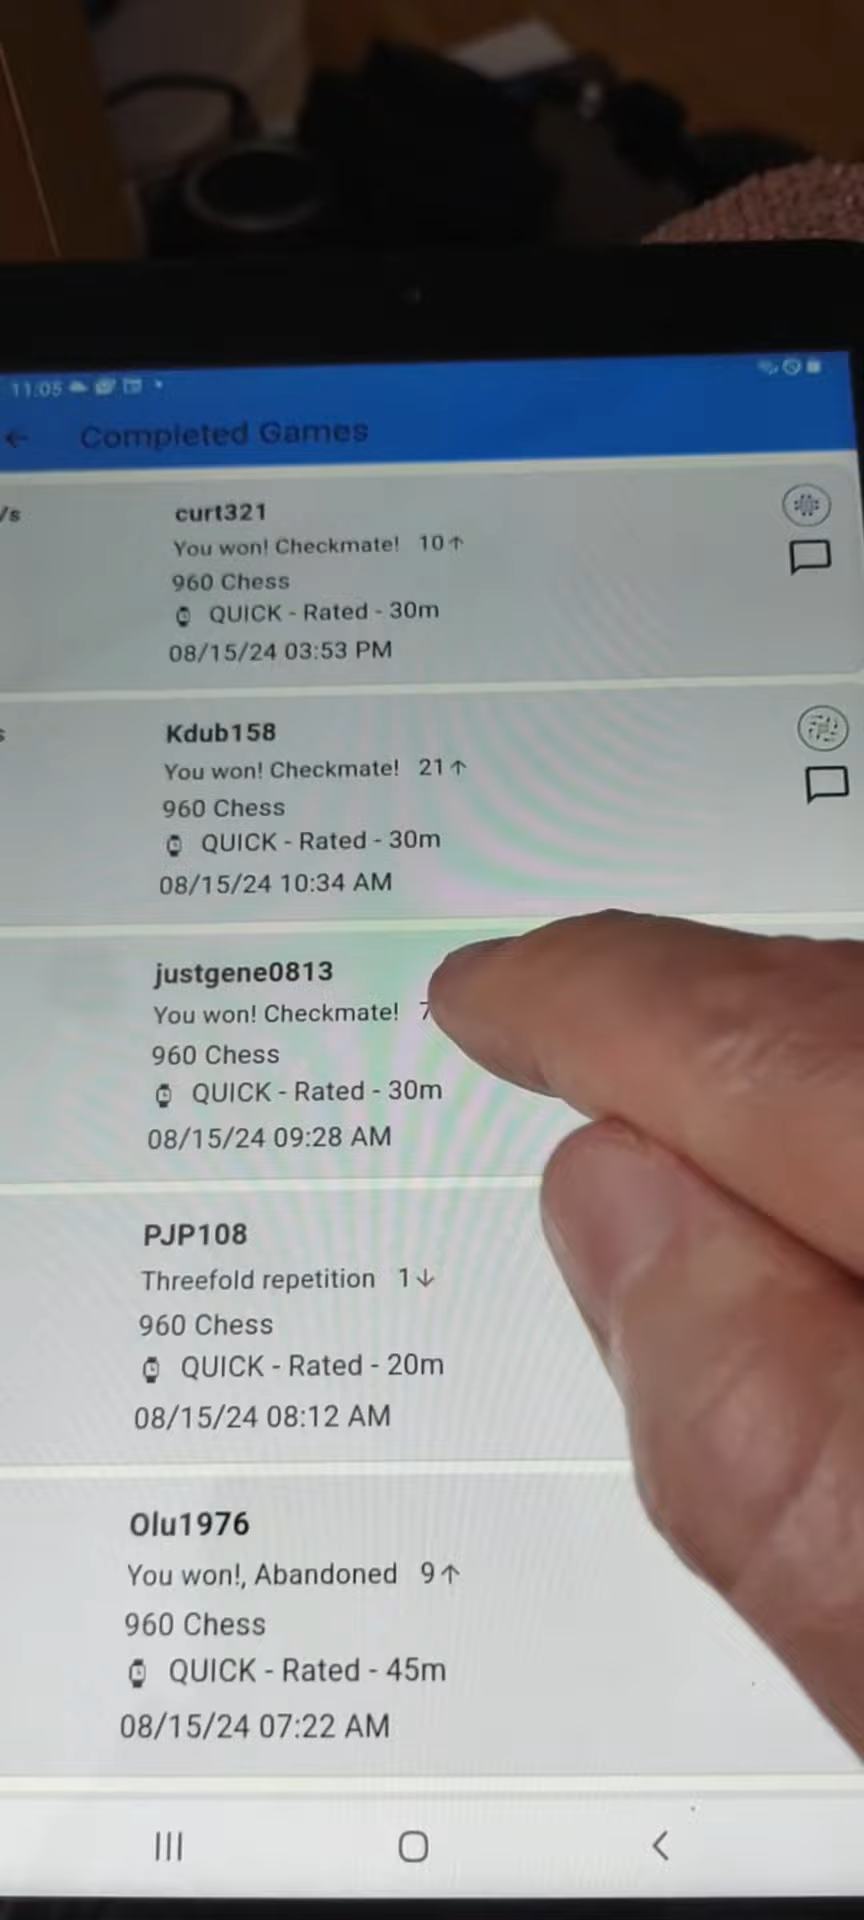 11:05
Completed Games
/s
curt321
You won! Checkmate! 10↑
960 Chess
QUICK - Rated - 30m
08/15/24 03:53 PM
s
Kdub158
You won! Checkmate! 21↑
960 Chess
QUICK - Rated - 30m
08/15/24 10:34 AM
justgene0813
You won! Checkmate! 7
960 Chess
QUICK - Rated - 30m
08/15/24 09:28 AM
PJP108
Threefold repetition 1↓
960 Chess
QUICK - Rated - 20m
08/15/24 08:12 AM
Olu1976
You won!, Abandoned 9↑
960 Chess
QUICK - Rated - 45m
08/15/24 07:22 AM